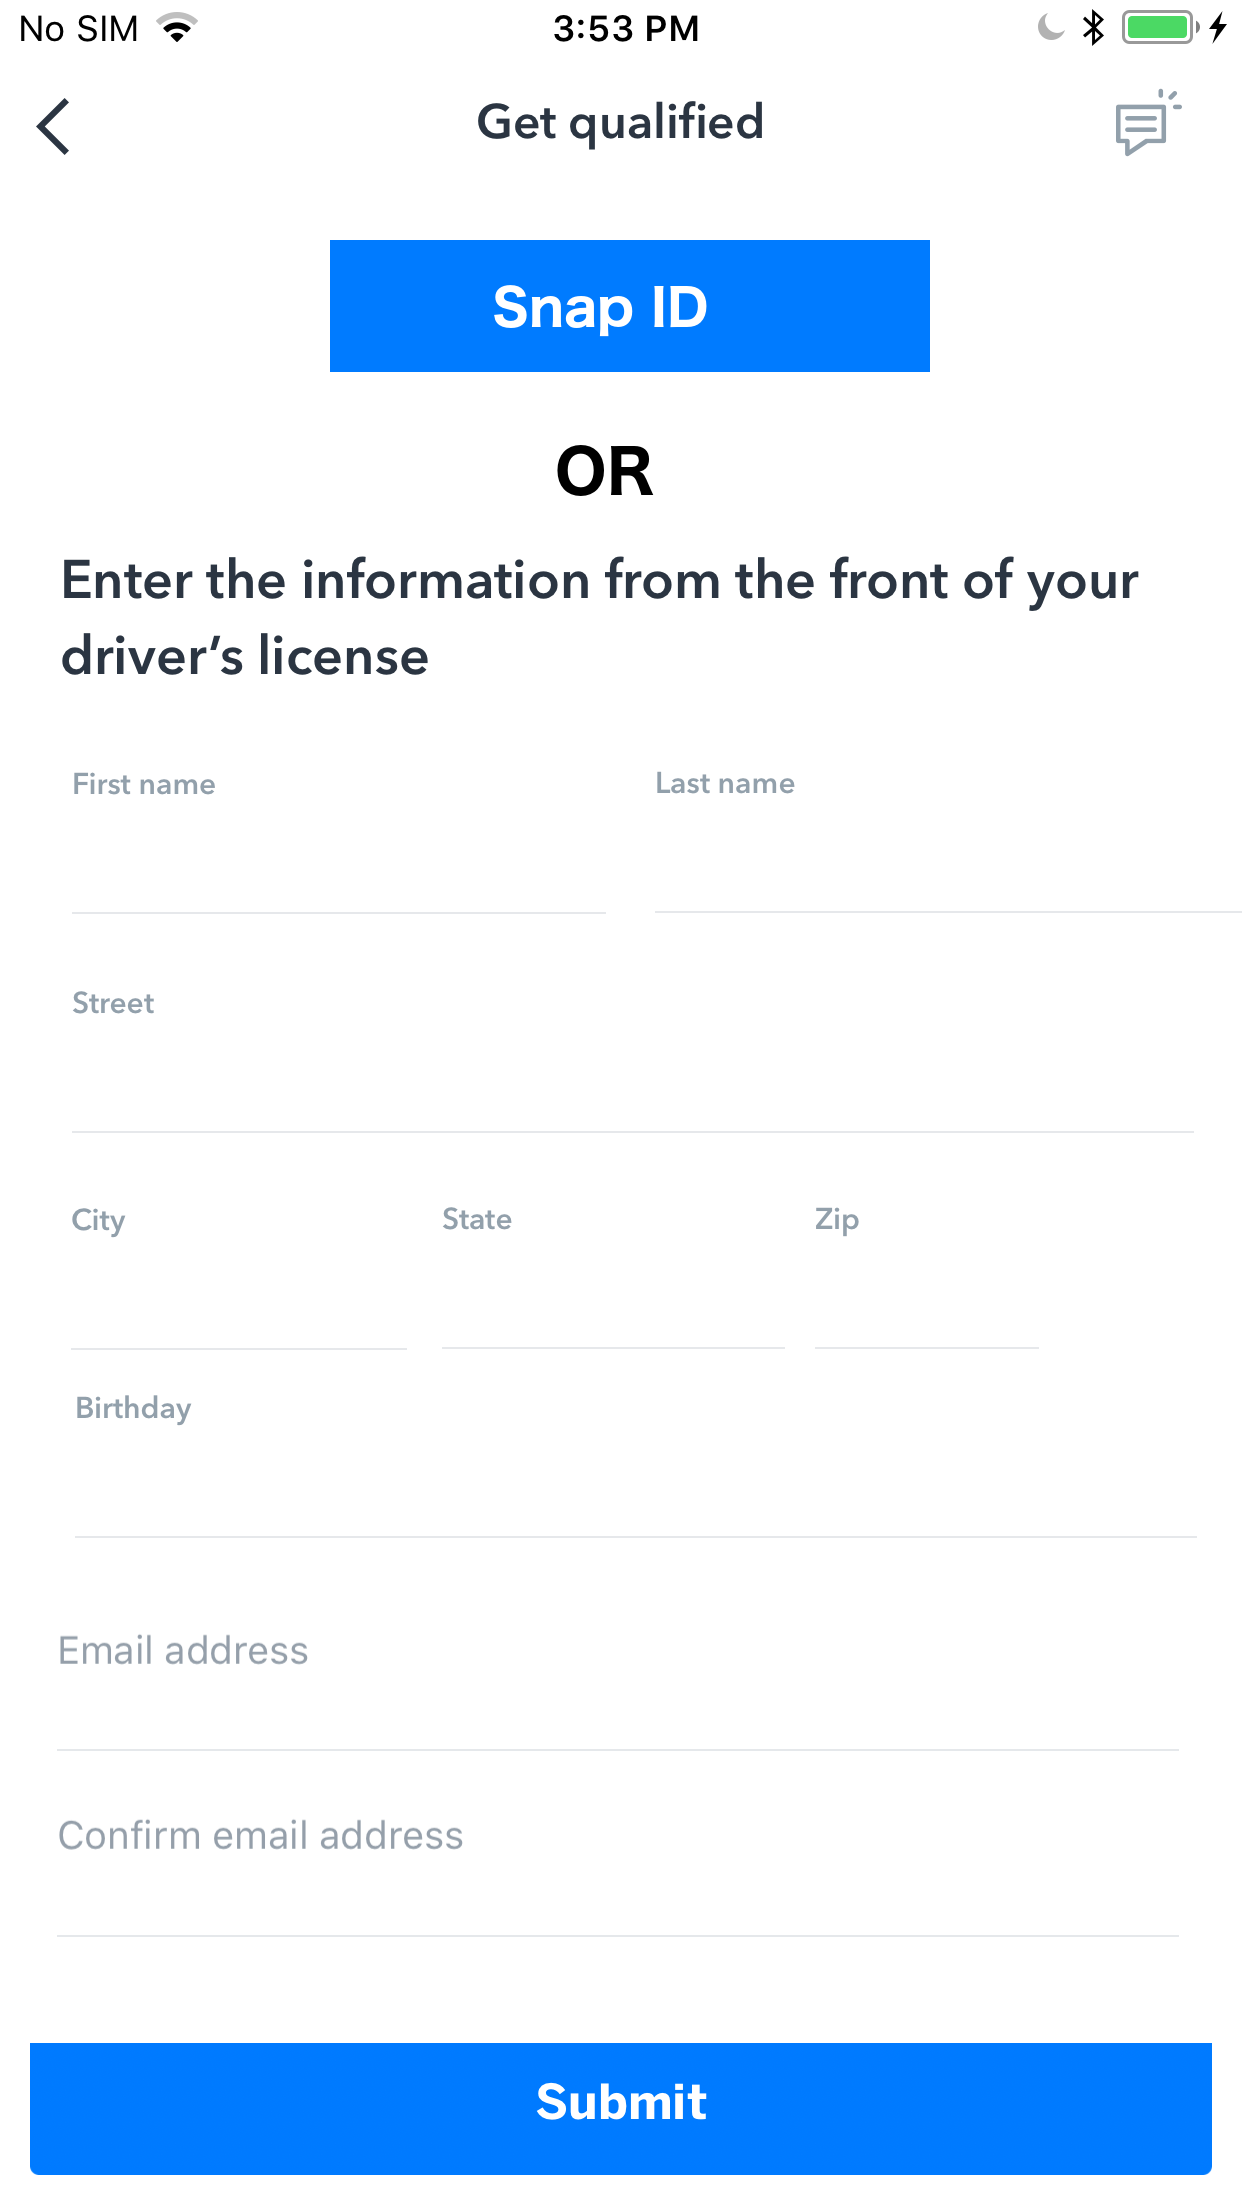 No SIM
3:53 PM
Get qualified
Snap ID
OR
Enter the information from the front of your
driver’s license
First name
Last name
Street
City
State
Zip
Birthday
Email address
Confirm email address
Submit